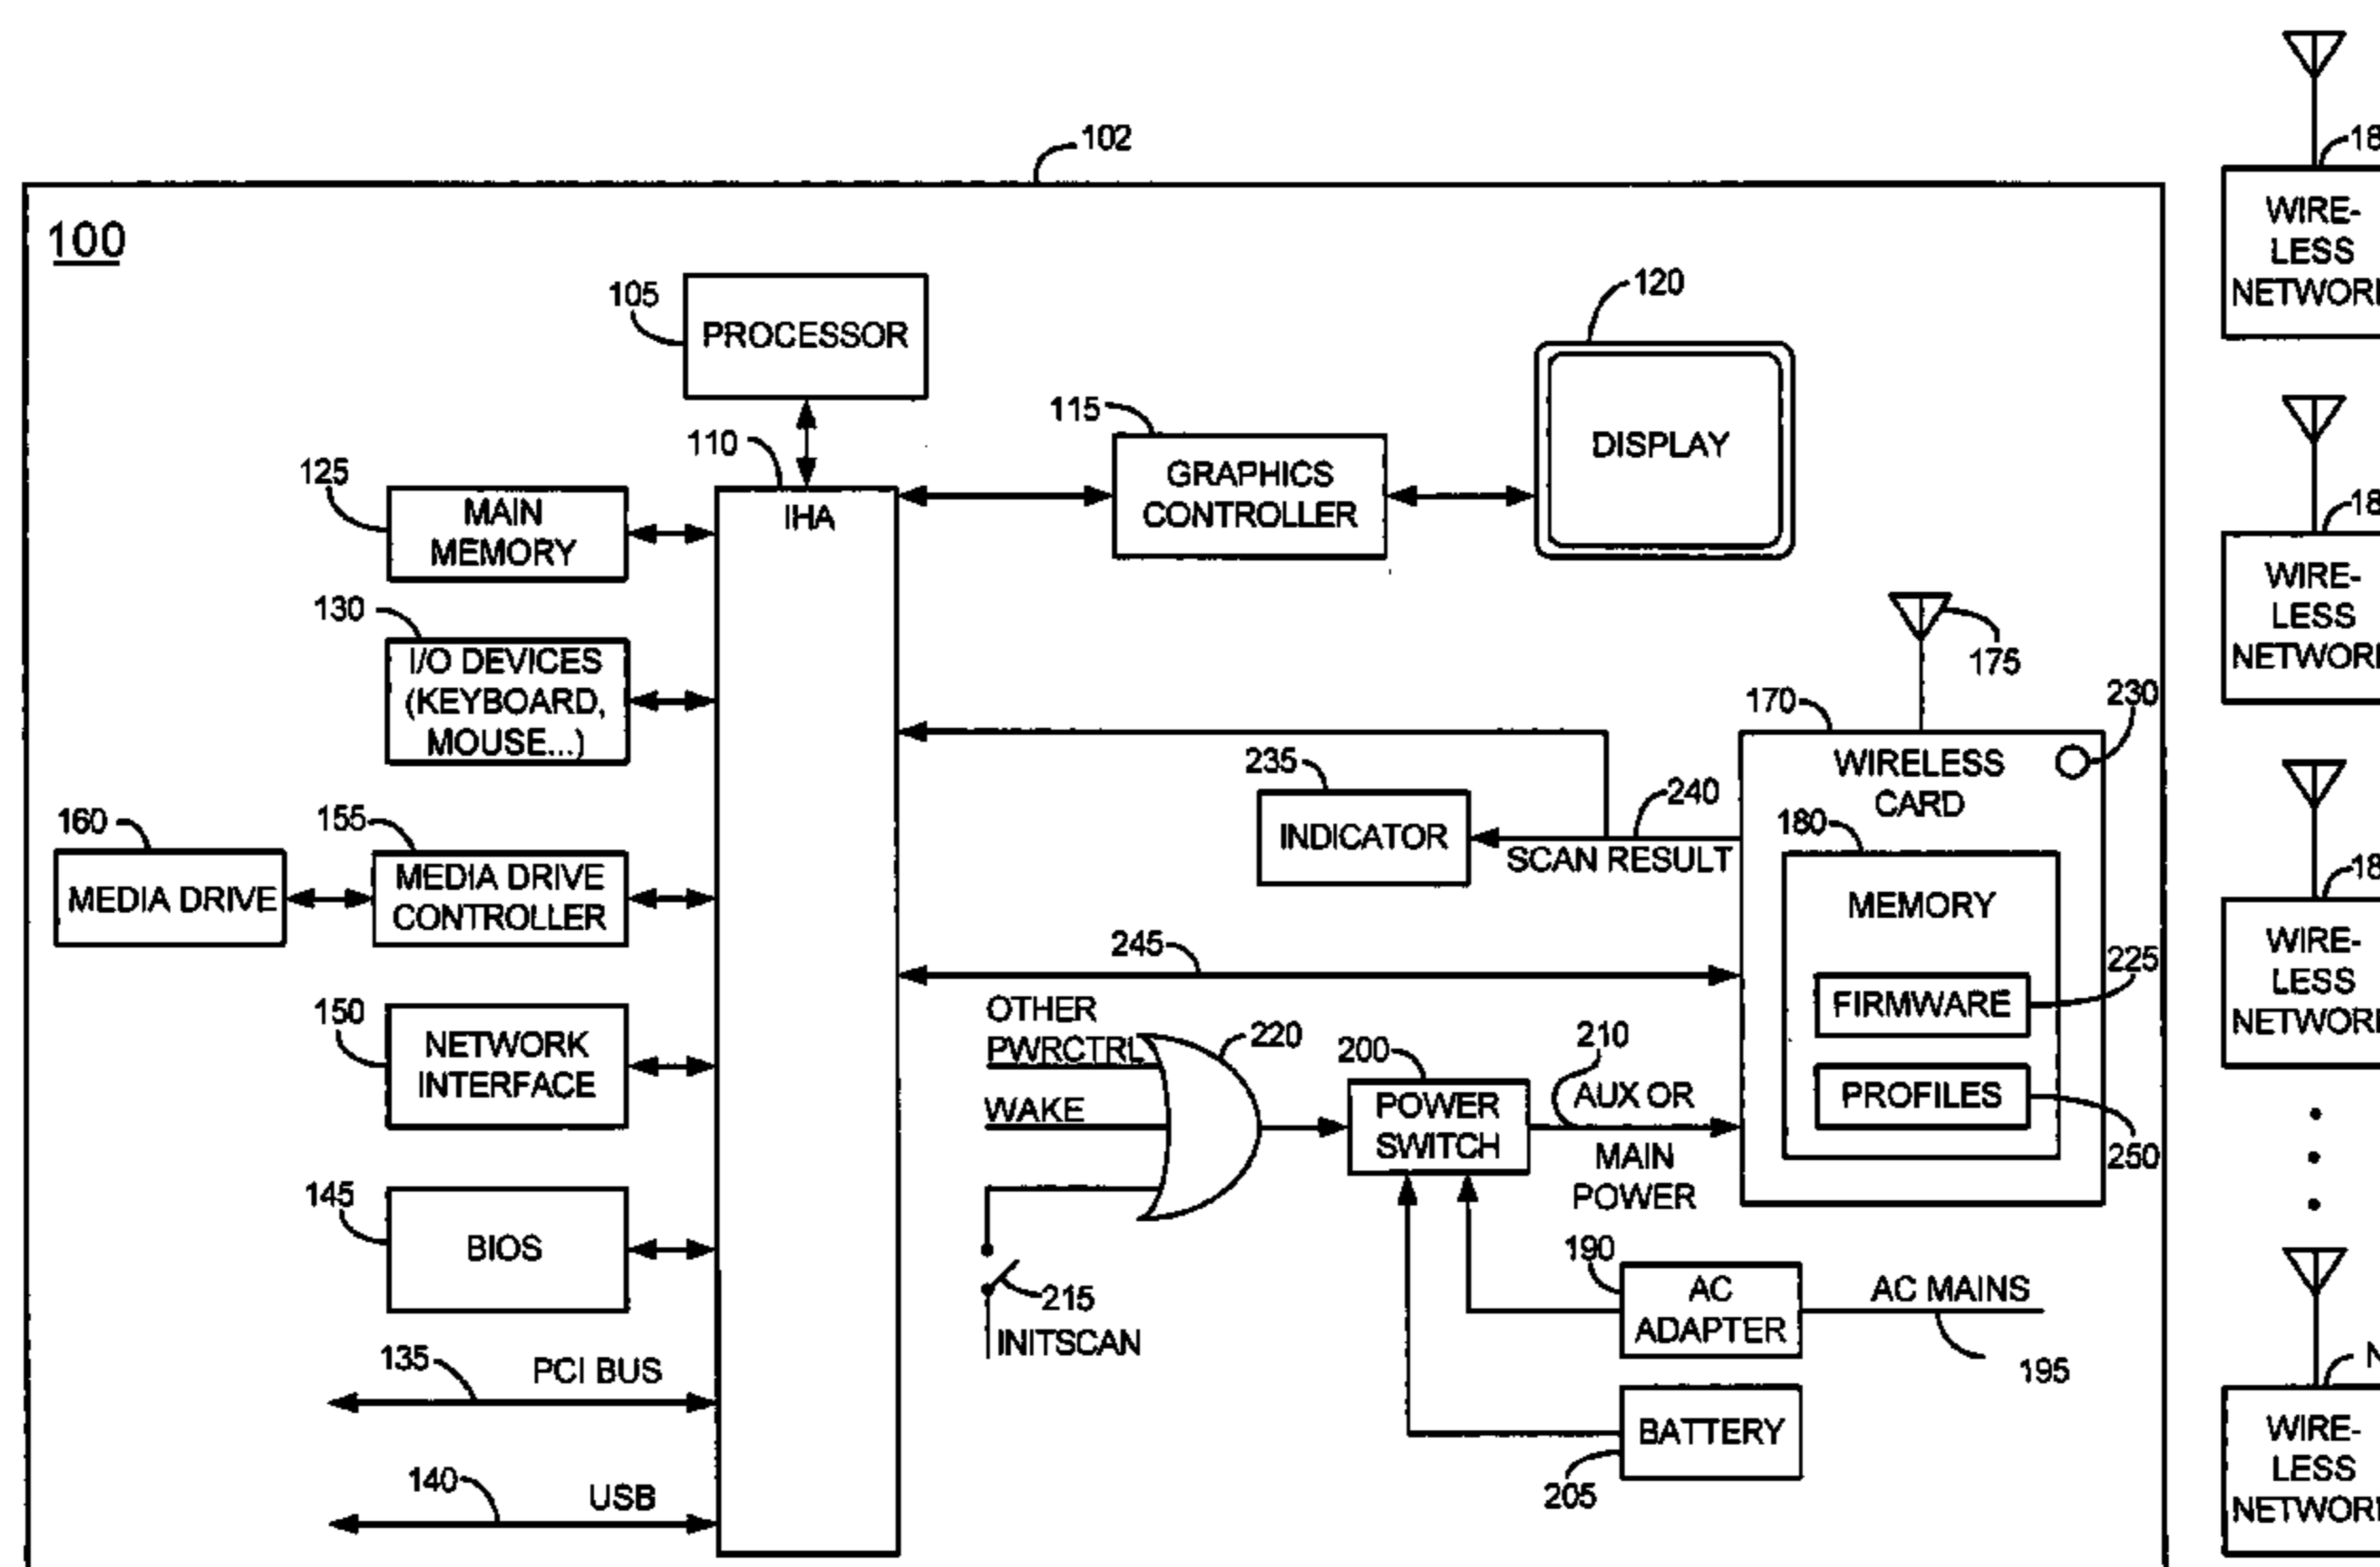 102
100
105
PROCESSOR
110
IHA
115
GRAPHICS
CONTROLLER
120
DISPLAY
125
MAIN
MEMORY
130
I/O DEVICES
(KEYBOARD,
MOUSE...)
160
MEDIA DRIVE
155
MEDIA DRIVE
CONTROLLER
150
NETWORK
INTERFACE
145
BIOS
135
PCI BUS
140
USB
175
170
230
WIRELESS
CARD
180
MEMORY
225
FIRMWARE
PROFILES
250
235
INDICATOR
240
SCAN RESULT
245
OTHER
PWRCTRL
WAKE
220
215
INITSCAN
200
POWER
SWITCH
210
AUX OR
MAIN
POWER
190
AC
ADAPTER
AC MAINS
195
BATTERY
205
WIRE-
LESS
WIRE-
LESS
WIRE-
LESS
WIRE-
LESS